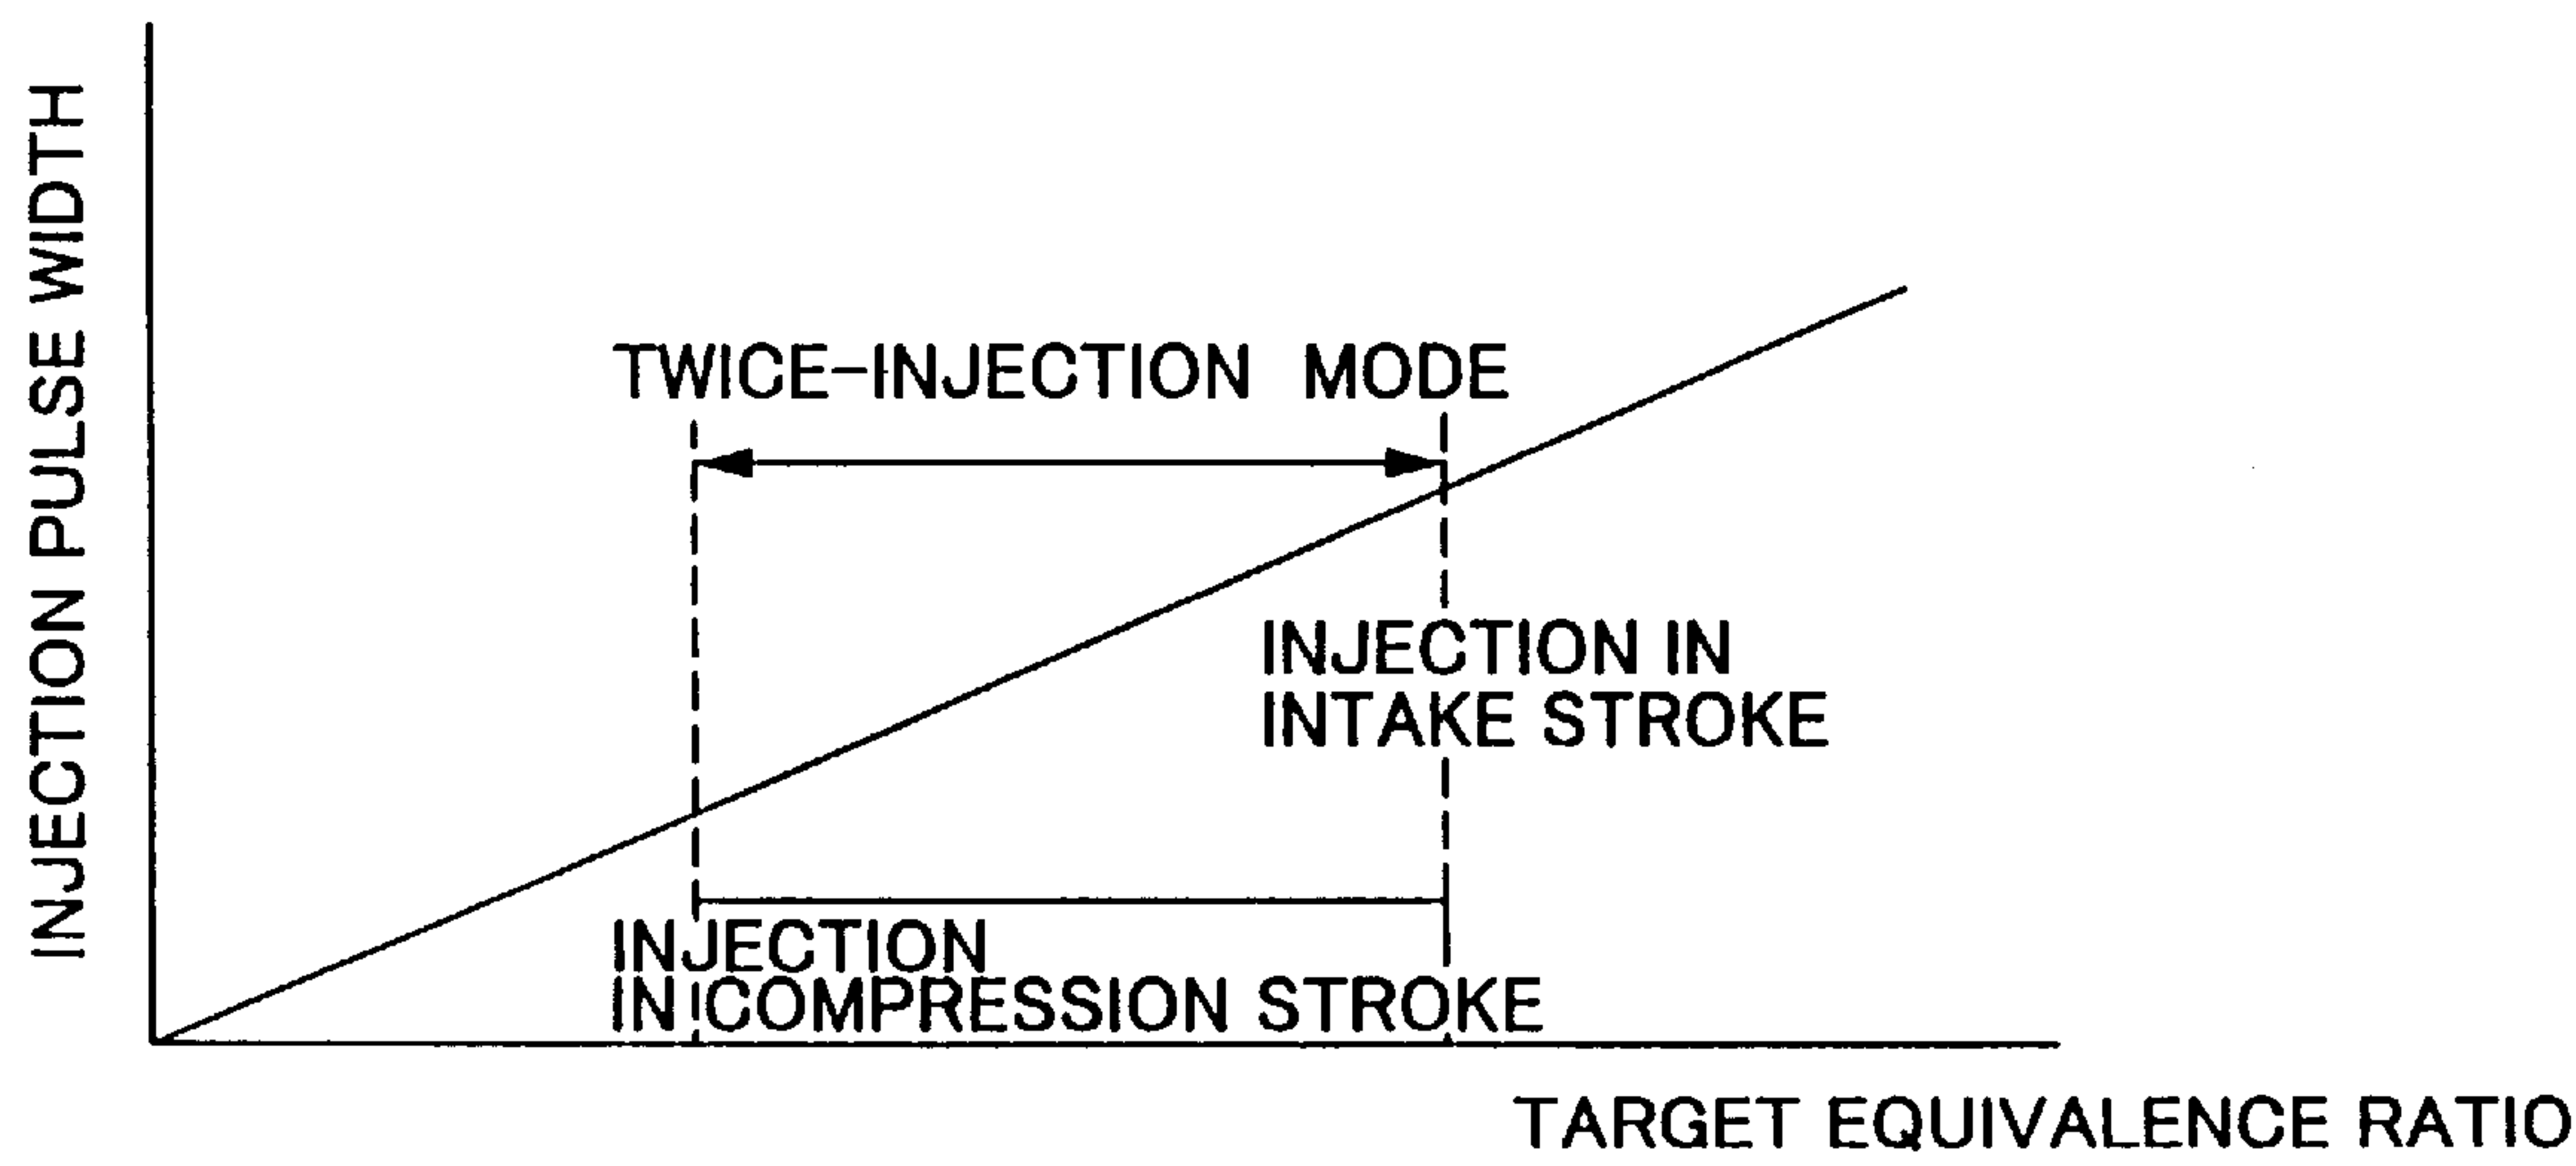 INJECTION PULSE WIDTH
TWICE-INJECTION MODE
INJECTION IN
INTAKE STROKE
INJECTION
IN COMPRESSION STROKE
TARGET EQUIVALENCE RATIO